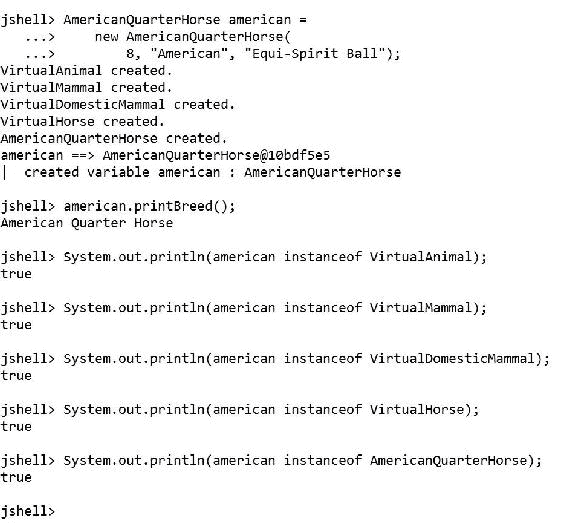 jshell> AmericanQuarterHorse american =
   ...>     new AmericanQuarterHorse(
   ...>         8, "American", "Equi-Spirit Ball");
VirtualAnimal created.
VirtualMammal created.
VirtualDomesticMammal created.
VirtualHorse created.
AmericanQuarterHorse created.
american ==> AmericanQuarterHorse@10bdf5e5
|  created variable american : AmericanQuarterHorse
jshell> american.printBreed();
American Quarter Horse
jshell> System.out.println(american instanceof VirtualAnimal);
true
jshell> System.out.println(american instanceof VirtualMammal);
true
jshell> System.out.println(american instanceof VirtualDomesticMammal);
true
jshell> System.out.println(american instanceof VirtualHorse);
true
jshell> System.out.println(american instanceof AmericanQuarterHorse);
true
jshell>